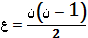 ع = ن(ن − 1) / 2